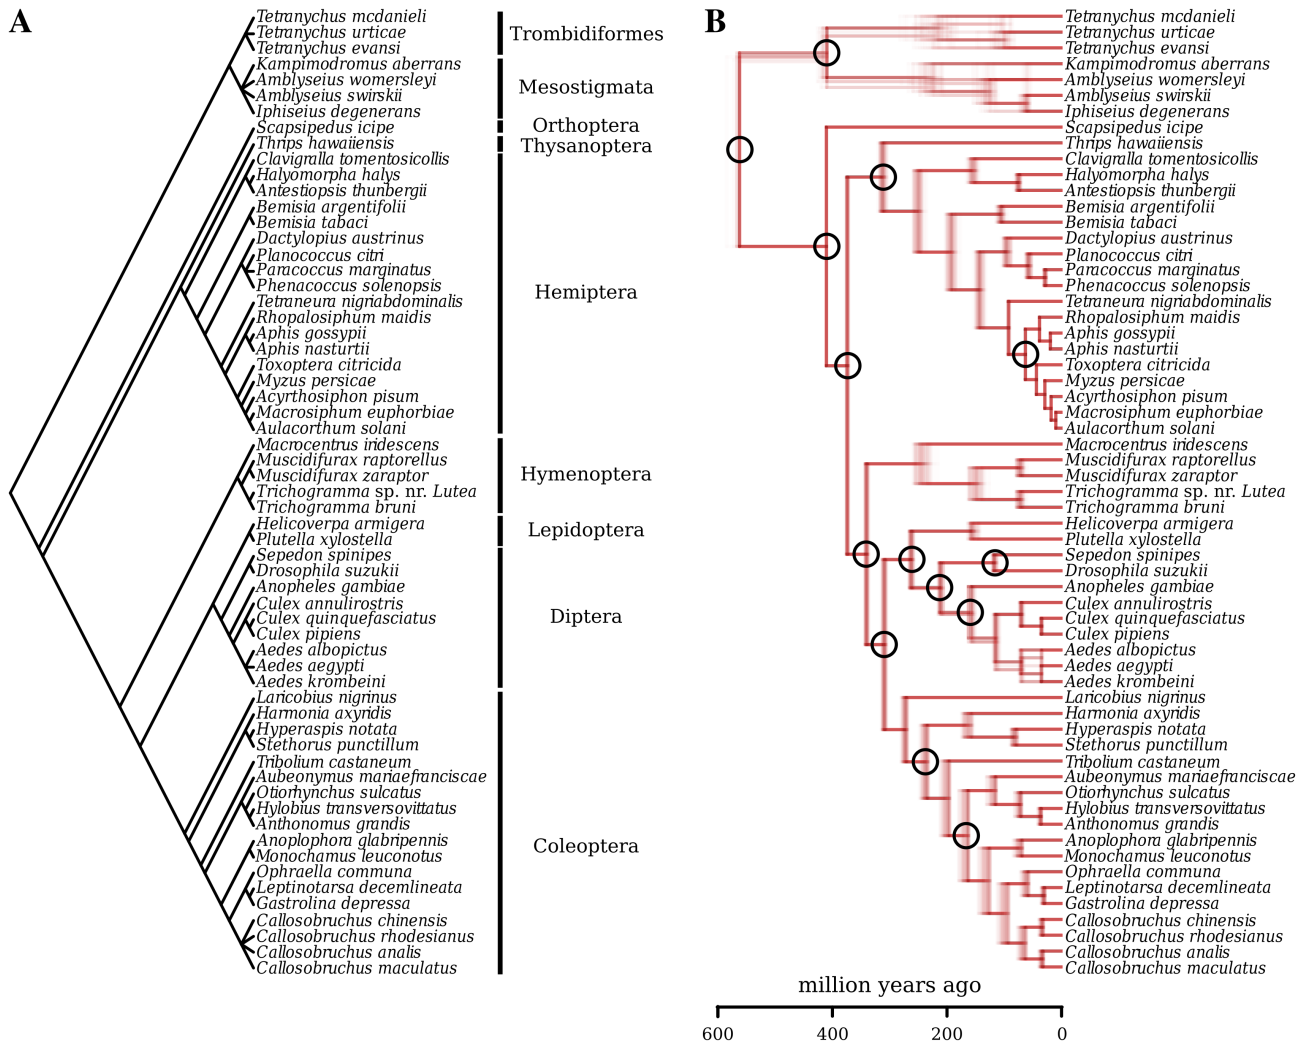 A
Tetranychus mcdanieli
Tetranychus urticae
Tetranychus evansi
Kampimodromus aberrans
Amblyseius womersleyi
Amblyseius swirskii
Iphiseius degenerans
Scapsipedus icipe
Thrips hawaiiensis
Clavigralla tomentosicollis
Halyomorpha halys
Antestiopsis thunbergii
Bemisia argentifolii
Bemisia tabaci
Dactylopius austrinus
Planococcus citri
Paracoccus marginatus
Phenacoccus solenopsis
Tetraneura nigriabdominalis
Rhopalosiphum maidis
Aphis gossypii
Aphis nasturtii
Toxoptera citricida
Myzus persicae
Acyrthosiphon pisum
Macrosiphum euphorbiae
Aulacorthum solani
Macrocentrus iridescens
Muscidifurax raptorellus
Muscidifurax zaraptor
Trichogramma sp. nr. Lutea
Trichogramma bruni
Helicoverpa armigera
Plutella xylostella
Sepedon spinipes
Drosophila suzukii
Anopheles gambiae
Culex annulirostris
Culex quinquefasciatus
Culex pipiens
Aedes albopictus
Aedes aegypti
Aedes krombeini
Laricobius nigrinus
Harmonia axyridis
Hyperaspis notata
Stethorus punctillum
Tribolium castaneum
Aubeonymus mariaefranciscae
Otiorhynchus sulcatus
Hylobius transversovittatus
Anthonomus grandis
Anoplophora glabripennis
Monochamus leuconotus
Ophraella communa
Leptinotarsa decemlineata
Gastrolina depressa
Callosobruchus chinensis
Callosobruchus rhodesianus
Callosobruchus analis
Callosobruchus maculatus
Trombidiformes
Mesostigmata
Orthoptera
Thysanoptera
Hemiptera
Hymenoptera
Lepidoptera
Diptera
Coleoptera
B
Tetranychus mcdanieli
Tetranychus urticae
Tetranychus evansi
Kampimodromus aberrans
Amblyseius womersleyi
Amblyseius swirskii
Iphiseius degenerans
Scapsipedus icipe
Thrips hawaiiensis
Clavigralla tomentosicollis
Halyomorpha halys
Antestiopsis thunbergii
Bemisia argentifolii
Bemisia tabaci
Dactylopius austrinus
Planococcus citri
Paracoccus marginatus
Phenacoccus solenopsis
Tetraneura nigriabdominalis
Rhopalosiphum maidis
Aphis gossypii
Aphis nasturtii
Toxoptera citricida
Myzus persicae
Acyrthosiphon pisum
Macrosiphum euphorbiae
Aulacorthum solani
Macrocentrus iridescens
Muscidifurax raptorellus
Muscidifurax zaraptor
Trichogramma sp. nr. Lutea
Trichogramma bruni
Helicoverpa armigera
Plutella xylostella
Sepedon spinipes
Drosophila suzukii
Anopheles gambiae
Culex annulirostris
Culex quinquefasciatus
Culex pipiens
Aedes albopictus
Aedes aegypti
Aedes krombeini
Laricobius nigrinus
Harmonia axyridis
Hyperaspis notata
Stethorus punctillum
Tribolium castaneum
Aubeonymus mariaefranciscae
Otiorhynchus sulcatus
Hylobius transversovittatus
Anthonomus grandis
Anoplophora glabripennis
Monochamus leuconotus
Ophraella communa
Leptinotarsa decemlineata
Gastrolina depressa
Callosobruchus chinensis
Callosobruchus rhodesianus
Callosobruchus analis
Callosobruchus maculatus
million years ago
600 400 200 0